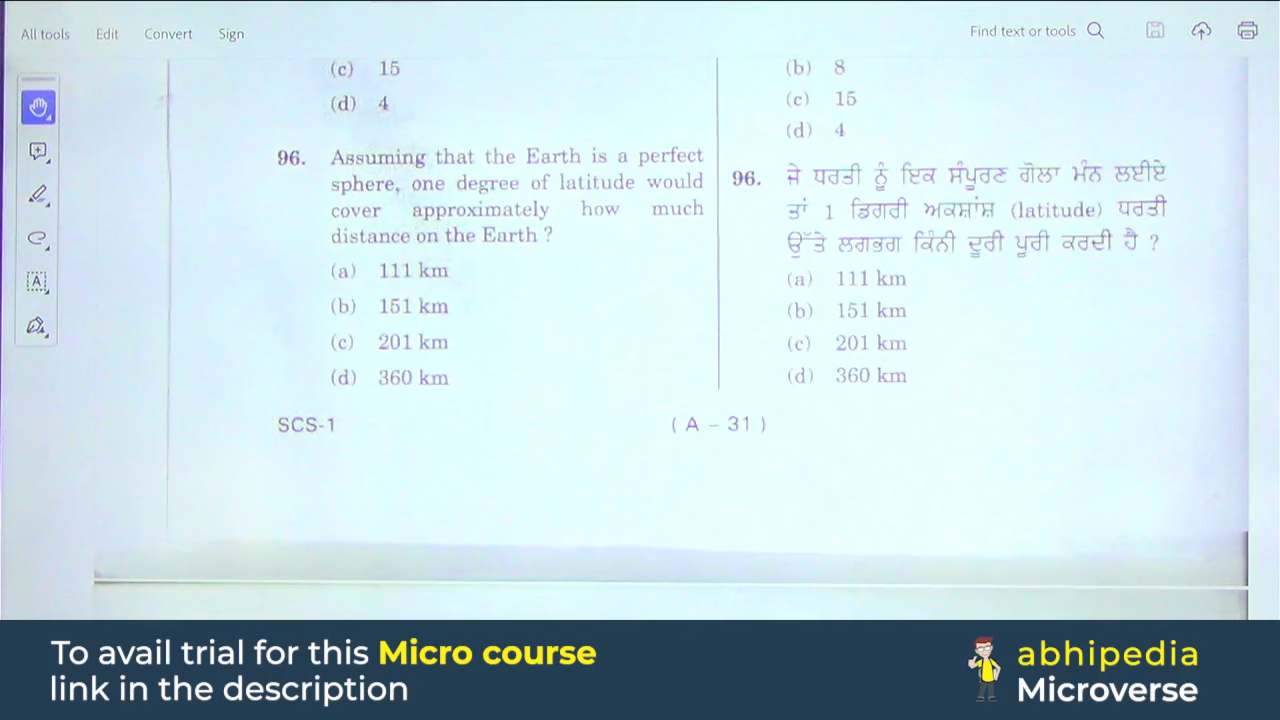 All tools Edit Convert Sign
Find text or tools
(c) 15
(d) 4
96. Assuming that the Earth is a perfect
sphere, one degree of latitude would
cover approximately how much
distance on the Earth ?
(a) 111 km
(b) 151 km
(c) 201 km
(d) 360 km
(b) 8
(c) 15
(d) 4
96. ਜੇ ਧਰਤੀ ਨੂੰ ਇਕ ਸੰਪੂਰਣ ਗੋਲਾ ਮੰਨ ਲਈਏ
ਤਾਂ 1 ਡਿਗਰੀ ਅਕਸ਼ਾਂਸ਼ (latitude) ਧਰਤੀ
ਉੱਤੇ ਲਗਭਗ ਕਿੰਨੀ ਦੂਰੀ ਪੂਰੀ ਕਰਦੀ ਹੈ ?
(a) 111 km
(b) 151 km
(c) 201 km
(d) 360 km
SCS-1
( A – 31 )
To avail trial for this Micro course
link in the description
abhipedia
Microverse